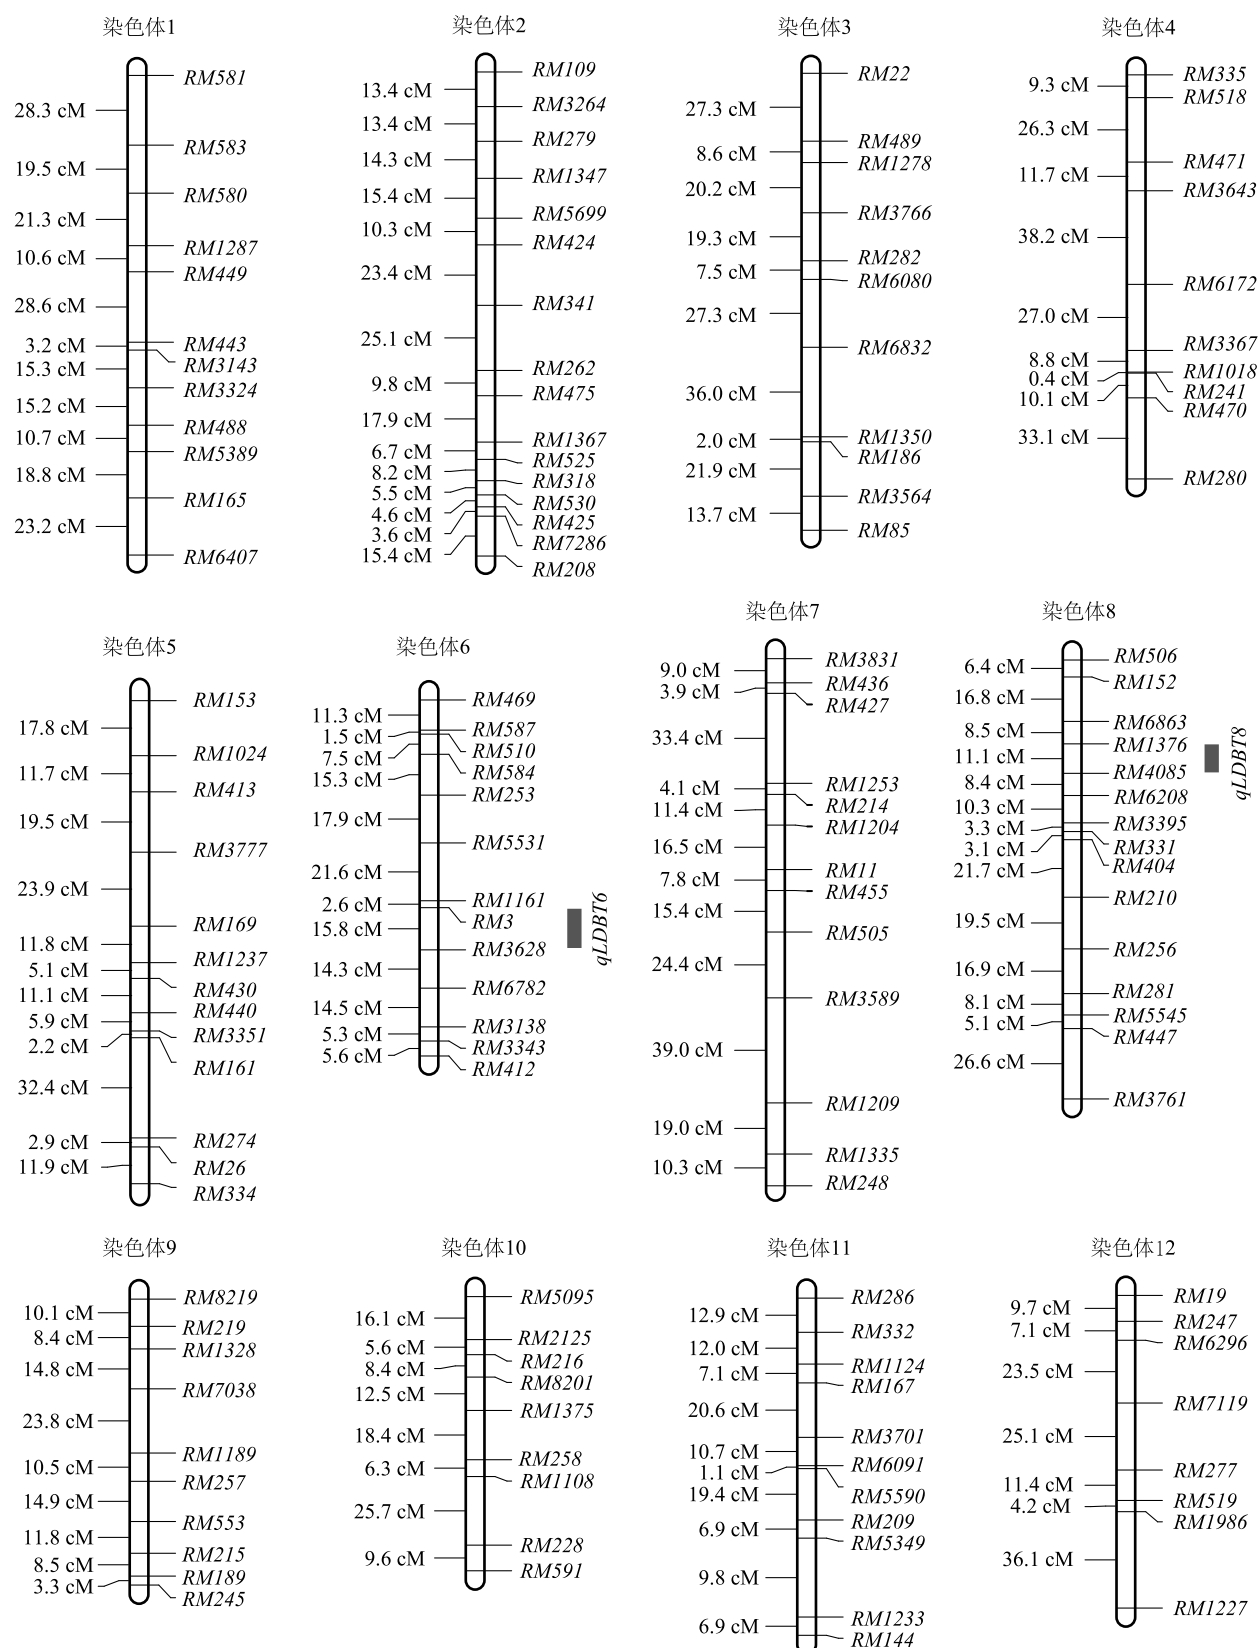 染色体1
28.3 cM
19.5 cM
21.3 cM
10.6 cM
28.6 cM
3.2 cM
15.3 cM
15.2 cM
10.7 cM
18.8 cM
23.2 cM
RM581
RM583
RM580
RM1287
RM449
RM443
RM3143
RM3324
RM488
RM5389
RM165
RM6407
染色体2
13.4 cM
13.4 cM
14.3 cM
15.4 cM
10.3 cM
23.4 cM
25.1 cM
9.8 cM
17.9 cM
6.7 cM
8.2 cM
5.5 cM
4.6 cM
3.6 cM
15.4 cM
RM109
RM3264
RM279
RM1347
RM5699
RM424
RM341
RM262
RM475
RM1367
RM525
RM318
RM530
RM425
RM7286
RM208
染色体3
27.3 cM
8.6 cM
20.2 cM
19.3 cM
7.5 cM
27.3 cM
36.0 cM
2.0 cM
21.9 cM
13.7 cM
RM22
RM489
RM1278
RM3766
RM282
RM6080
RM6832
RM1350
RM186
RM3564
RM85
染色体4
9.3 cM
26.3 cM
11.7 cM
38.2 cM
27.0 cM
8.8 cM
0.4 cM
10.1 cM
33.1 cM
RM335
RM518
RM471
RM3643
RM6172
RM3367
RM1018
RM241
RM470
RM280
染色体5
17.8 cM
11.7 cM
19.5 cM
23.9 cM
11.8 cM
5.1 cM
11.1 cM
5.9 cM
2.2 cM
32.4 cM
2.9 cM
11.9 cM
RM153
RM1024
RM413
RM3777
RM169
RM1237
RM430
RM440
RM3351
RM161
RM274
RM26
RM334
染色体6
11.3 cM
1.5 cM
7.5 cM
15.3 cM
17.9 cM
21.6 cM
2.6 cM
15.8 cM
14.3 cM
14.5 cM
5.3 cM
5.6 cM
RM469
RM587
RM510
RM584
RM253
RM5531
RM1161
RM3
RM3628
RM6782
RM3138
RM3343
RM412
qLDBT6
染色体7
9.0 cM
3.9 cM
33.4 cM
4.1 cM
11.4 cM
16.5 cM
7.8 cM
15.4 cM
24.4 cM
39.0 cM
19.0 cM
10.3 cM
RM3831
RM436
RM427
RM1253
RM214
RM1204
RM11
RM455
RM505
RM3589
RM1209
RM1335
RM248
染色体8
6.4 cM
16.8 cM
8.5 cM
11.1 cM
8.4 cM
10.3 cM
3.3 cM
3.1 cM
21.7 cM
19.5 cM
16.9 cM
8.1 cM
5.1 cM
26.6 cM
RM506
RM152
RM6863
RM1376
RM4085
RM6208
RM3395
RM331
RM404
RM210
RM256
RM281
RM5545
RM447
RM3761
qLDBT8
染色体9
10.1 cM
8.4 cM
14.8 cM
23.8 cM
10.5 cM
14.9 cM
11.8 cM
8.5 cM
3.3 cM
RM8219
RM219
RM1328
RM7038
RM1189
RM257
RM553
RM215
RM189
RM245
染色体10
16.1 cM
5.6 cM
8.4 cM
12.5 cM
18.4 cM
6.3 cM
25.7 cM
9.6 cM
RM5095
RM2125
RM216
RM8201
RM1375
RM258
RM1108
RM228
RM591
染色体11
12.9 cM
12.0 cM
7.1 cM
20.6 cM
10.7 cM
1.1 cM
19.4 cM
6.9 cM
9.8 cM
6.9 cM
RM286
RM332
RM1124
RM167
RM3701
RM6091
RM5590
RM209
RM5349
RM1233
RM144
染色体12
9.7 cM
7.1 cM
23.5 cM
25.1 cM
11.4 cM
4.2 cM
36.1 cM
RM19
RM247
RM6296
RM7119
RM277
RM519
RM1986
RM1227